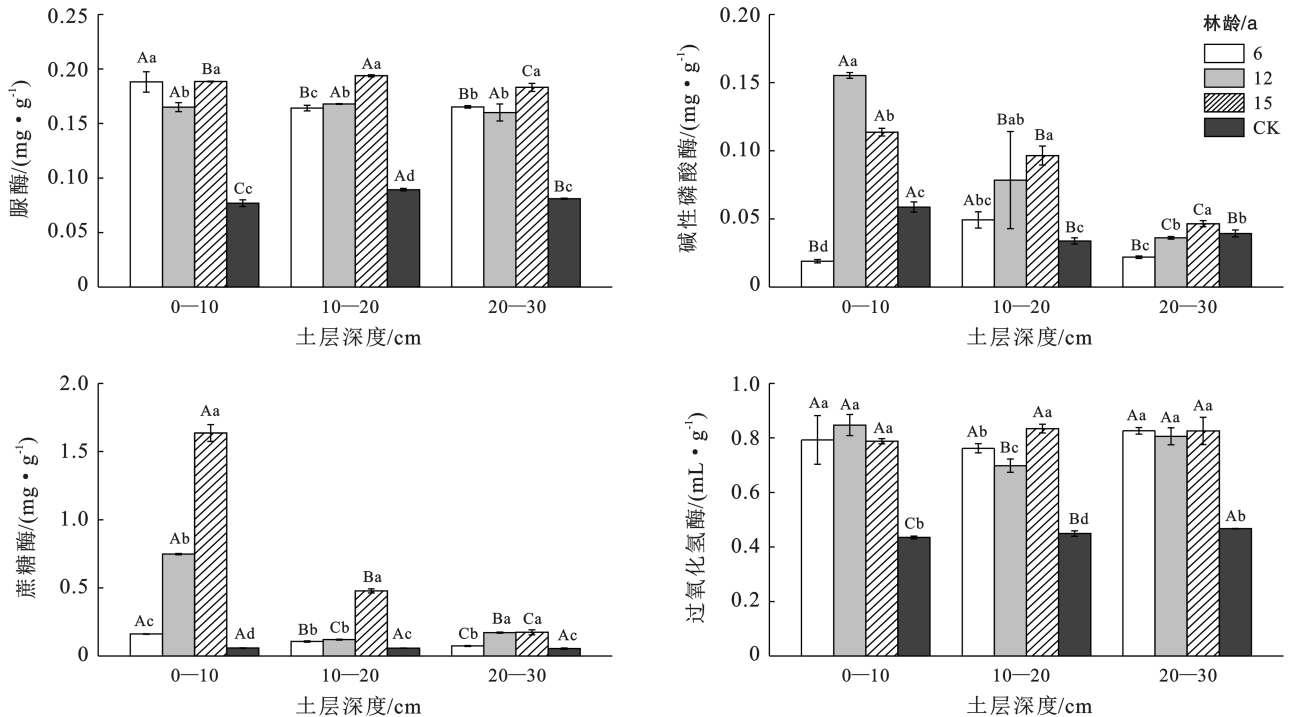 0.25
0.20
0.15
0.10
0.05
0
脲酶/(mg·g⁻¹)
Aa Ab Ba Cc
Bc Ab Aa Ad
Bb Ab Ca Bc
0—10 10—20 20—30
土层深度/cm
0.20
0.15
0.10
0.05
0
碱性磷酸酶/(mg·g⁻¹)
Bd Aa Ab Ac
Abc Bab Ba Bc
Bc Cb Ca Bb
0—10 10—20 20—30
土层深度/cm
林龄/a
6
12
15
CK
2.0
1.5
1.0
0.5
0
蔗糖酶/(mg·g⁻¹)
Ac Ab Aa Ad
Bb Cb Ba Ac
Cb Ba Ca Ac
0—10 10—20 20—30
土层深度/cm
1.0
0.8
0.6
0.4
0.2
0
过氧化氢酶/(mL·g⁻¹)
Aa Aa Aa Cb
Ab Bc Aa Bd
Aa Aa Aa Ab
0—10 10—20 20—30
土层深度/cm